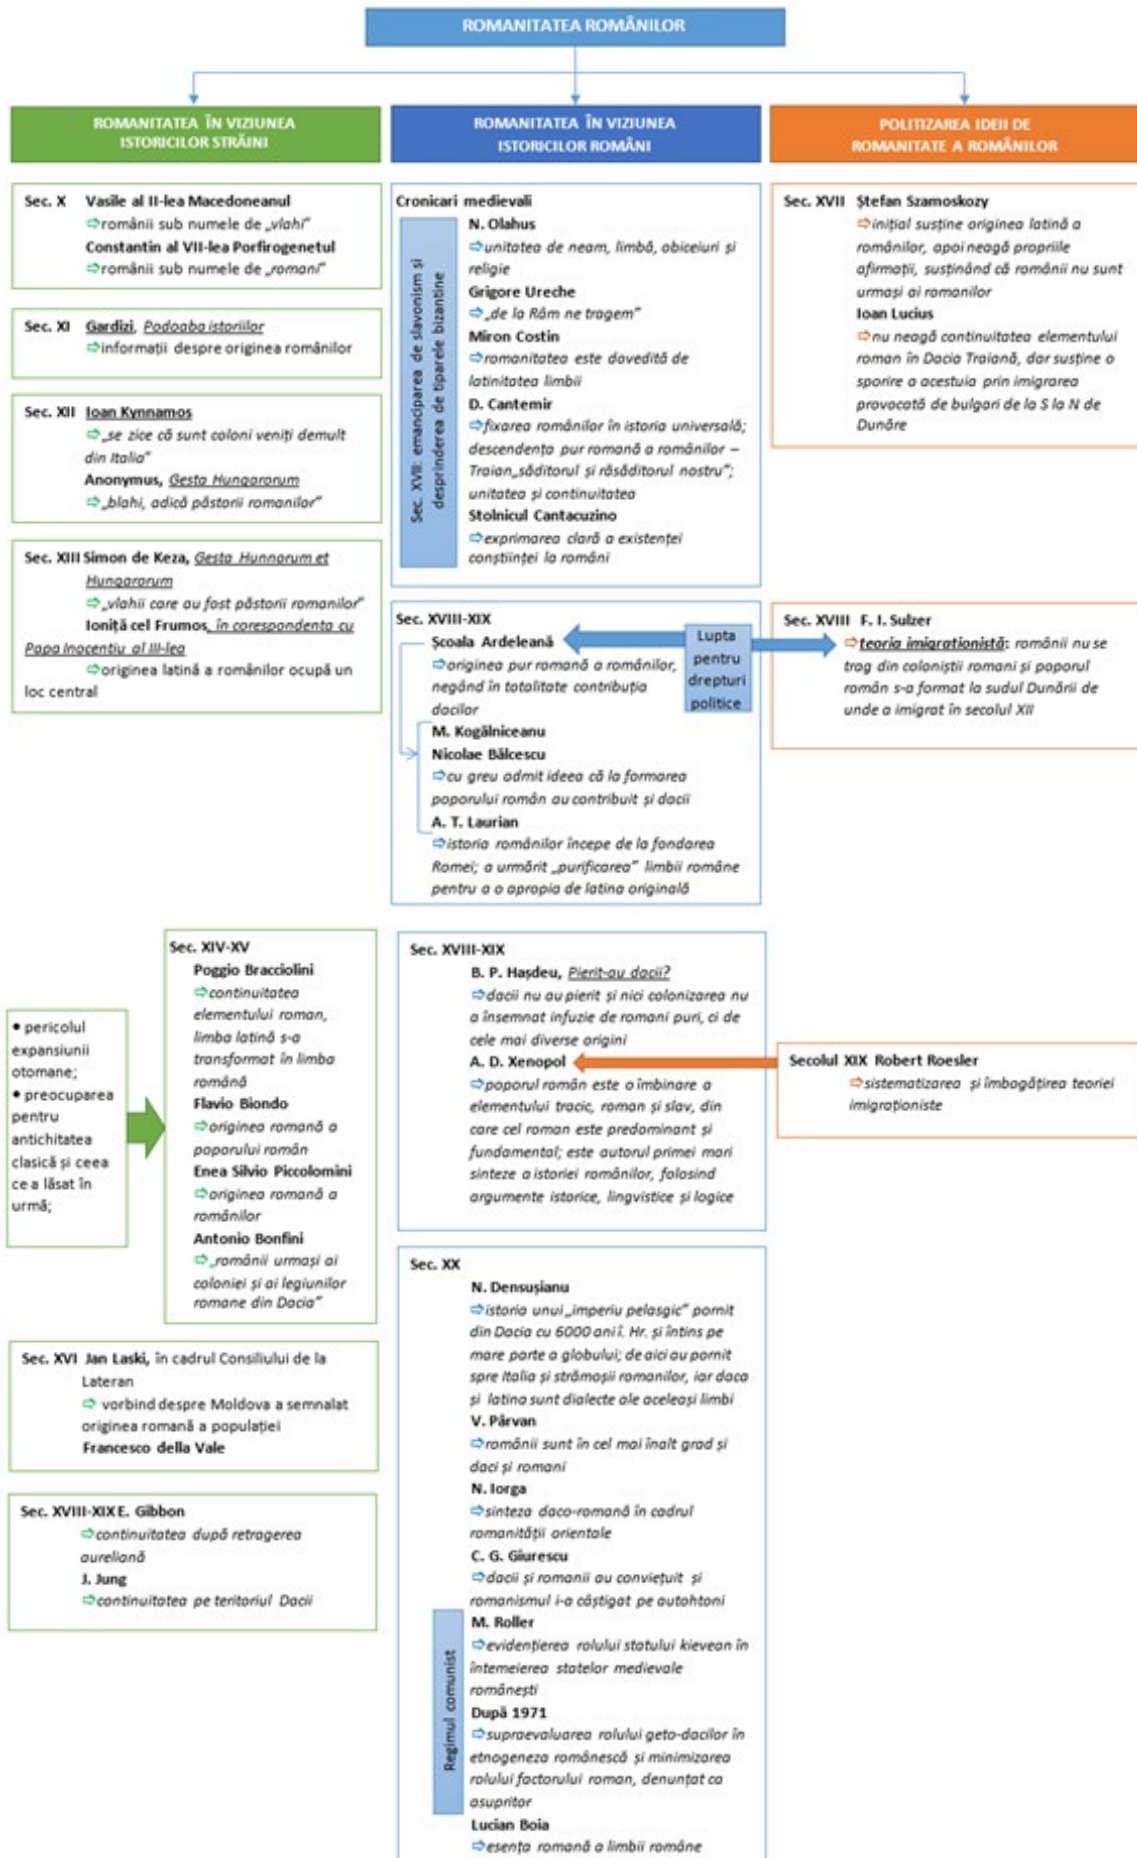 ROMANITATEA ROMÂNILOR
ROMANITATEA ÎN VIZIUNEA
ISTORICILOR STRĂINI
Sec. X Vasile al II-lea Macedoneanul
⇨românii sub numele de „vlahi”
Constantin al VII-lea Porfirogenetul
⇨românii sub numele de „romani”
Sec. XI Gardizi, Podoaba istoriilor
⇨informații despre originea românilor
Sec. XII Ioan Kynnamos
⇨„se zice că sunt coloni veniți demult
din Italia”
Anonymus, Gesta Hungarorum
⇨„blahi, adică păstorii romanilor”
Sec. XIII Simon de Keza, Gesta Hunnorum et
Hungarorum
⇨„vlahii care au fost păstorii romanilor”
Ioniță cel Frumos, în corespondenta cu
Papa Inocentiu al III-lea
⇨originea latină a românilor ocupă un
loc central
• pericolul
expansiunii
otomane;
• preocuparea
pentru
antichitatea
clasică și ceea
ce a lăsat în
urmă;
Sec. XIV-XV
Poggio Bracciolini
⇨continuitatea
elementului roman,
limba latină s-a
transformat în limba
română
Flavio Biondo
⇨originea romană a
poporului român
Enea Silvio Piccolomini
⇨originea romană a
românilor
Antonio Bonfini
⇨„românii urmași ai
coloniei și ai legiunilor
romane din Dacia”
Sec. XVI Jan Laski, în cadrul Consiliului de la
Lateran
⇨ vorbind despre Moldova a semnalat
originea romană a populației
Francesco della Vale
Sec. XVIII-XIX E. Gibbon
⇨continuitatea după retragerea
aureliană
J. Jung
⇨continuitatea pe teritoriul Dacii
ROMANITATEA ÎN VIZIUNEA
ISTORICILOR ROMÂNI
Cronicari medievali
Sec. XVII: emanciparea de slavonism și
desprinderea de tiparele bizantine
N. Olahus
⇨unitatea de neam, limbă, obiceiuri și
religie
Grigore Ureche
⇨„de la Râm ne tragem”
Miron Costin
⇨romanitatea este dovedită de
latinitatea limbii
D. Cantemir
⇨fixarea românilor în istoria universală;
descendența pur romană a românilor –
Traian„săditorul și răsăditorul nostru”;
unitatea și continuitatea
Stolnicul Cantacuzino
⇨exprimarea clară a existenței
conștiinței la români
Sec. XVIII-XIX
Școala Ardeleană
⇨originea pur romană a românilor,
negând în totalitate contribuția
dacilor
M. Kogălniceanu
Nicolae Bălcescu
⇨cu greu admit ideea că la formarea
poporului român au contribuit și dacii
A. T. Laurian
⇨istoria românilor începe de la fondarea
Romei; a urmărit „purificarea” limbii române
pentru a o apropia de latina originală
Lupta
pentru
drepturi
politice
Sec. XVIII-XIX
B. P. Hașdeu, Pierit-au dacii?
⇨dacii nu au pierit și nici colonizarea nu
a însemnat infuzie de romani puri, ci de
cele mai diverse origini
A. D. Xenopol
⇨poporul român este o îmbinare a
elementului tracic, roman și slav, din
care cel roman este predominant și
fundamental; este autorul primei mari
sinteze a istoriei românilor, folosind
argumente istorice, lingvistice și logice
Sec. XX
N. Densușianu
⇨istoria unui „imperiu pelasgic” pornit
din Dacia cu 6000 ani î. Hr. și întins pe
mare parte a globului; de aici au pornit
spre Italia și strămoșii romanilor, iar daca
și latina sunt dialecte ale aceleași limbi
V. Pârvan
⇨românii sunt în cel mai înalt grad și
daci și romani
N. Iorga
⇨sinteza daco-romană în cadrul
romanității orientale
C. G. Giurescu
⇨dacii și romanii au conviețuit și
romanismul i-a câștigat pe autohtoni
Regimul comunist
M. Roller
⇨evidențierea rolului statului kievean în
întemeierea statelor medievale
românești
După 1971
⇨supraevaluarea rolului geto-dacilor în
etnogeneza românescă și minimizarea
rolului factorului roman, denunțat ca
asupritor
Lucian Boia
⇨esența romană a limbii române
POLITIZAREA IDEII DE
ROMANITATE A ROMÂNILOR
Sec. XVII Ștefan Szamoskozy
⇨inițial susține originea latină a
românilor, apoi neagă propriile
afirmații, susținând că românii nu sunt
urmași ai romanilor
Ioan Lucius
⇨nu neagă continuitatea elementului
roman în Dacia Traiană, dar susține o
sporire a acestuia prin imigrarea
provocată de bulgari de la S la N de
Dunăre
Sec. XVIII F. I. Sulzer
⇨teoria imigraționistă: românii nu se
trag din coloniștii romani și poporul
român s-a format la sudul Dunării de
unde a imigrat în secolul XII
Secolul XIX Robert Roesler
⇨sistematizarea și îmbogățirea teoriei
imigraționiste